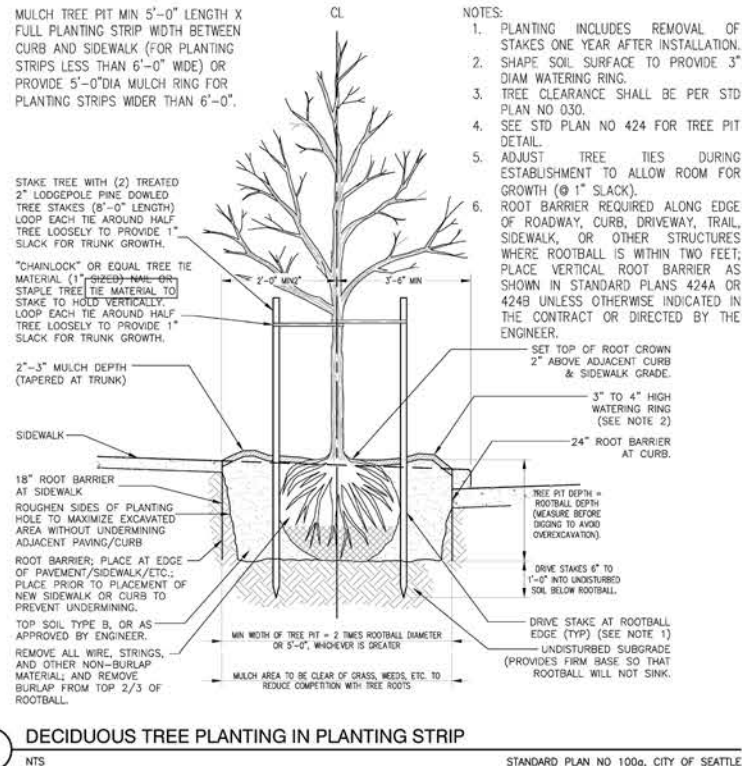 MULCH TREE PIT MIN 5'-0" LENGTH X
FULL PLANTING STRIP WIDTH BETWEEN
CURB AND SIDEWALK (FOR PLANTING
STRIPS LESS THAN 6'-0" WIDE) OR
PROVIDE 5'-0"DIA MULCH RING FOR
PLANTING STRIPS WIDER THAN 6'-0".
CL
NOTES:
1. PLANTING INCLUDES REMOVAL OF
STAKES ONE YEAR AFTER INSTALLATION.
2. SHAPE SOIL SURFACE TO PROVIDE 3"
DIAM WATERING RING.
3. TREE CLEARANCE SHALL BE PER STD
PLAN NO 030.
4. SEE STD PLAN NO 424 FOR TREE PIT
DETAIL.
5. ADJUST TREE TIES DURING
ESTABLISHMENT TO ALLOW ROOM FOR
GROWTH (@ 1" SLACK).
6. ROOT BARRIER REQUIRED ALONG EDGE
OF ROADWAY, CURB, DRIVEWAY, TRAIL,
SIDEWALK, OR OTHER STRUCTURES
WHERE ROOTBALL IS WITHIN TWO FEET;
PLACE VERTICAL ROOT BARRIER AS
SHOWN IN STANDARD PLANS 424A OR
424B UNLESS OTHERWISE INDICATED IN
THE CONTRACT OR DIRECTED BY THE
ENGINEER.
STAKE TREE WITH (2) TREATED
2" LODGEPOLE PINE DOWLED
TREE STAKES (8'-0" LENGTH)
LOOP EACH TIE AROUND HALF
TREE LOOSELY TO PROVIDE 1"
SLACK FOR TRUNK GROWTH.
"CHAINLOCK" OR EQUAL TREE TIE
MATERIAL (1" SIZED) NAIL OR
STAPLE TREE TIE MATERIAL TO
STAKE TO HOLD VERTICALLY.
LOOP EACH TIE AROUND HALF
TREE LOOSELY TO PROVIDE 1"
SLACK FOR TRUNK GROWTH.
2'-0" MIN2"
3'-6" MIN
2"-3" MULCH DEPTH
(TAPERED AT TRUNK)
SIDEWALK
18" ROOT BARRIER
AT SIDEWALK
ROUGHEN SIDES OF PLANTING
HOLE TO MAXIMIZE EXCAVATED
AREA WITHOUT UNDERMINING
ADJACENT PAVING/CURB
ROOT BARRIER; PLACE AT EDGE
OF PAVEMENT/SIDEWALK/ETC.;
PLACE PRIOR TO PLACEMENT OF
NEW SIDEWALK OR CURB TO
PREVENT UNDERMINING.
TOP SOIL TYPE B, OR AS
APPROVED BY ENGINEER.
REMOVE ALL WIRE, STRINGS,
AND OTHER NON-BURLAP
MATERIAL; AND REMOVE
BURLAP FROM TOP 2/3 OF
ROOTBALL.
SET TOP OF ROOT CROWN
2" ABOVE ADJACENT CURB
& SIDEWALK GRADE.
3" TO 4" HIGH
WATERING RING
(SEE NOTE 2)
24" ROOT BARRIER
AT CURB.
TREE PIT DEPTH =
ROOTBALL DEPTH
(MEASURE BEFORE
DIGGING TO AVOID
OVEREXCAVATION).
DRIVE STAKES 6" TO
1'-0" INTO UNDISTURBED
SOIL BELOW ROOTBALL.
DRIVE STAKE AT ROOTBALL
EDGE (TYP) (SEE NOTE 1)
UNDISTURBED SUBGRADE
(PROVIDES FIRM BASE SO THAT
ROOTBALL WILL NOT SINK.
MIN WIDTH OF TREE PIT = 2 TIMES ROOTBALL DIAMETER
OR 5'-0", WHICHEVER IS GREATER
MULCH AREA TO BE CLEAR OF GRASS, WEEDS, ETC. TO
REDUCE COMPETITION WITH TREE ROOTS
DECIDUOUS TREE PLANTING IN PLANTING STRIP
NTS
STANDARD PLAN NO 100a, CITY OF SEATTLE